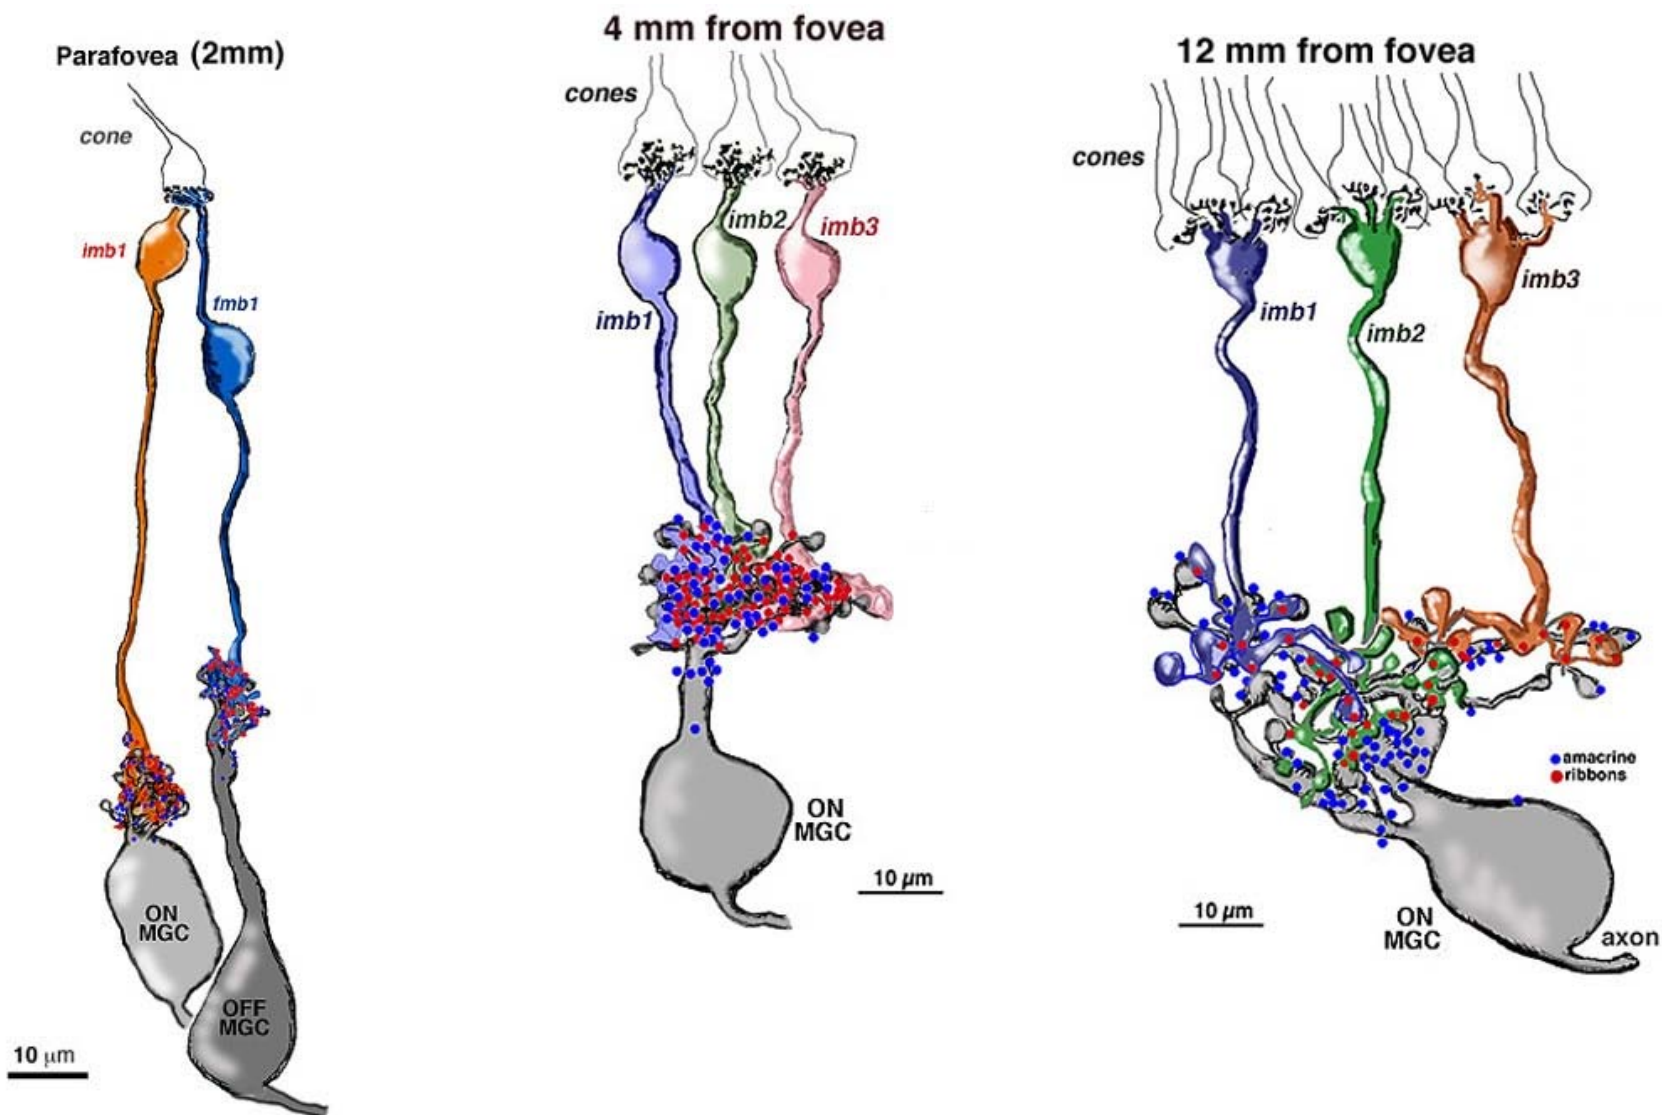 Parafovea (2mm)
cone
imb1
fmb1
ON
MGC
OFF
MGC
10 µm
4 mm from fovea
cones
imb2
imb3
imb1
ON
MGC
10 µm
12 mm from fovea
cones
imb1
imb2
imb3
amacrine
ribbons
ON
MGC
axon
10 µm